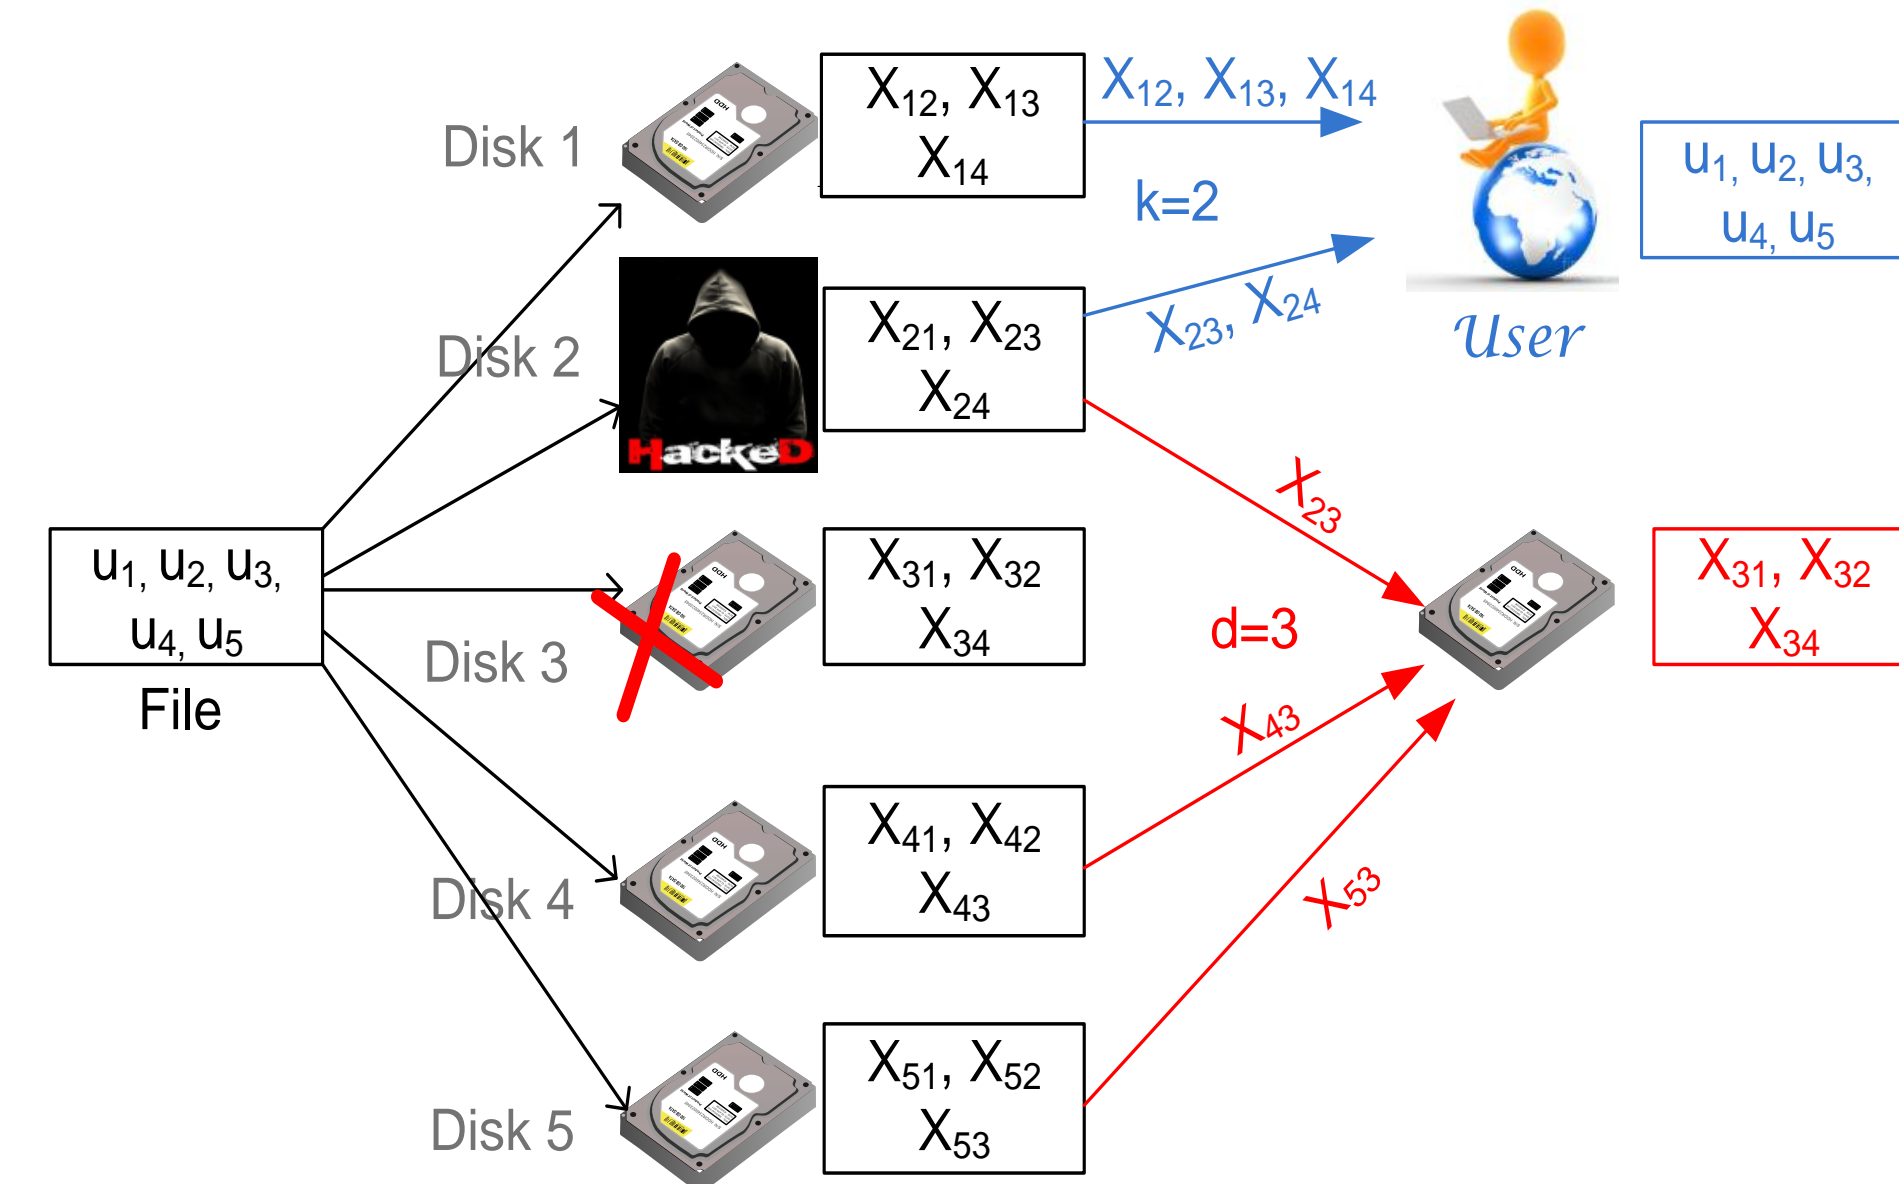 Disk 1
X12, X13
X14
X12, X13, X14
k=2
u1, u2, u3,
u4, u5
User
Disk 2
HackeD
X21, X23
X24
X23, X24
X23
u1, u2, u3,
u4, u5
File
Disk 3
HDD
X31, X32
X34
d=3
X31, X32
X34
X43
Disk 4
X41, X42
X43
X53
Disk 5
X51, X52
X53